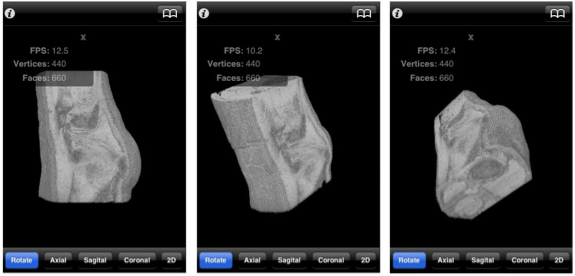 x
FPS: 12.5
Vertices: 440
Faces: 660
Rotate Axial Sagital Coronal 2D
x
FPS: 10.2
Vertices: 440
Faces: 660
Rotate Axial Sagital Coronal 2D
x
FPS: 12.4
Vertices: 440
Faces: 660
Rotate Axial Sagital Coronal 2D